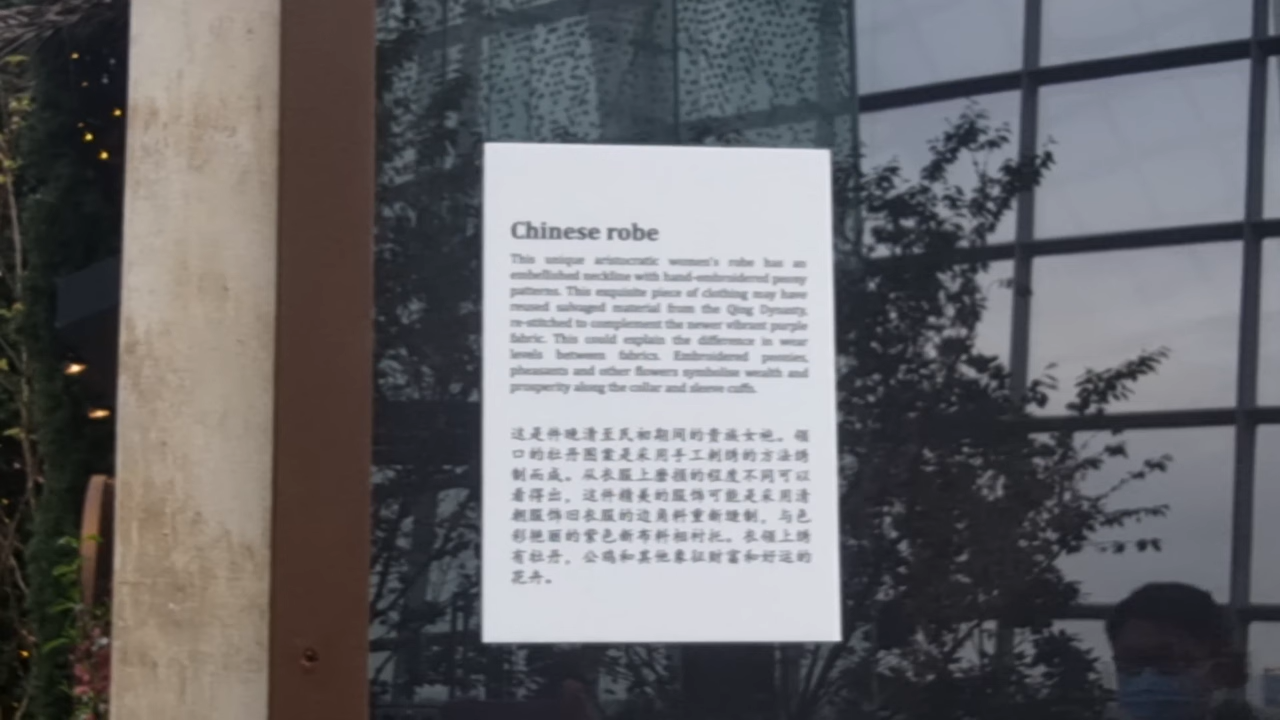 Chinese robe
This unique aristocratic women's robe has an
embellished neckline with hand-embroidered peony
patterns. This exquisite piece of clothing may have
reused salvaged material from the Qing Dynasty,
re-stitched to complement the newer vibrant purple
fabric. This could explain the difference in wear
levels between fabrics. Embroidered peonies,
pheasants and other flowers symbolise wealth and
prosperity along the collar and sleeve cuffs.
这是件晚清至民初期间的贵族女袍。领
口的牡丹图案是采用手工刺绣的方法绣
制而成。从衣服上磨损的程度不同可以
看得出，这件精美的服饰可能是采用清
朝服饰旧衣服的边角料重新缝制，与色
彩艳丽的紫色新布料相衬托。衣领上绣
有牡丹，公鸡和其他象征财富和好运的
花卉。